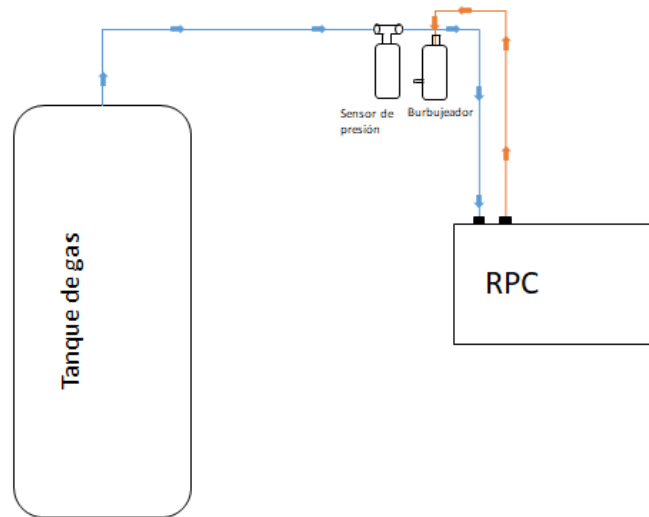 Sensor de
presión
Burbujeador
Tanque de gas
RPC